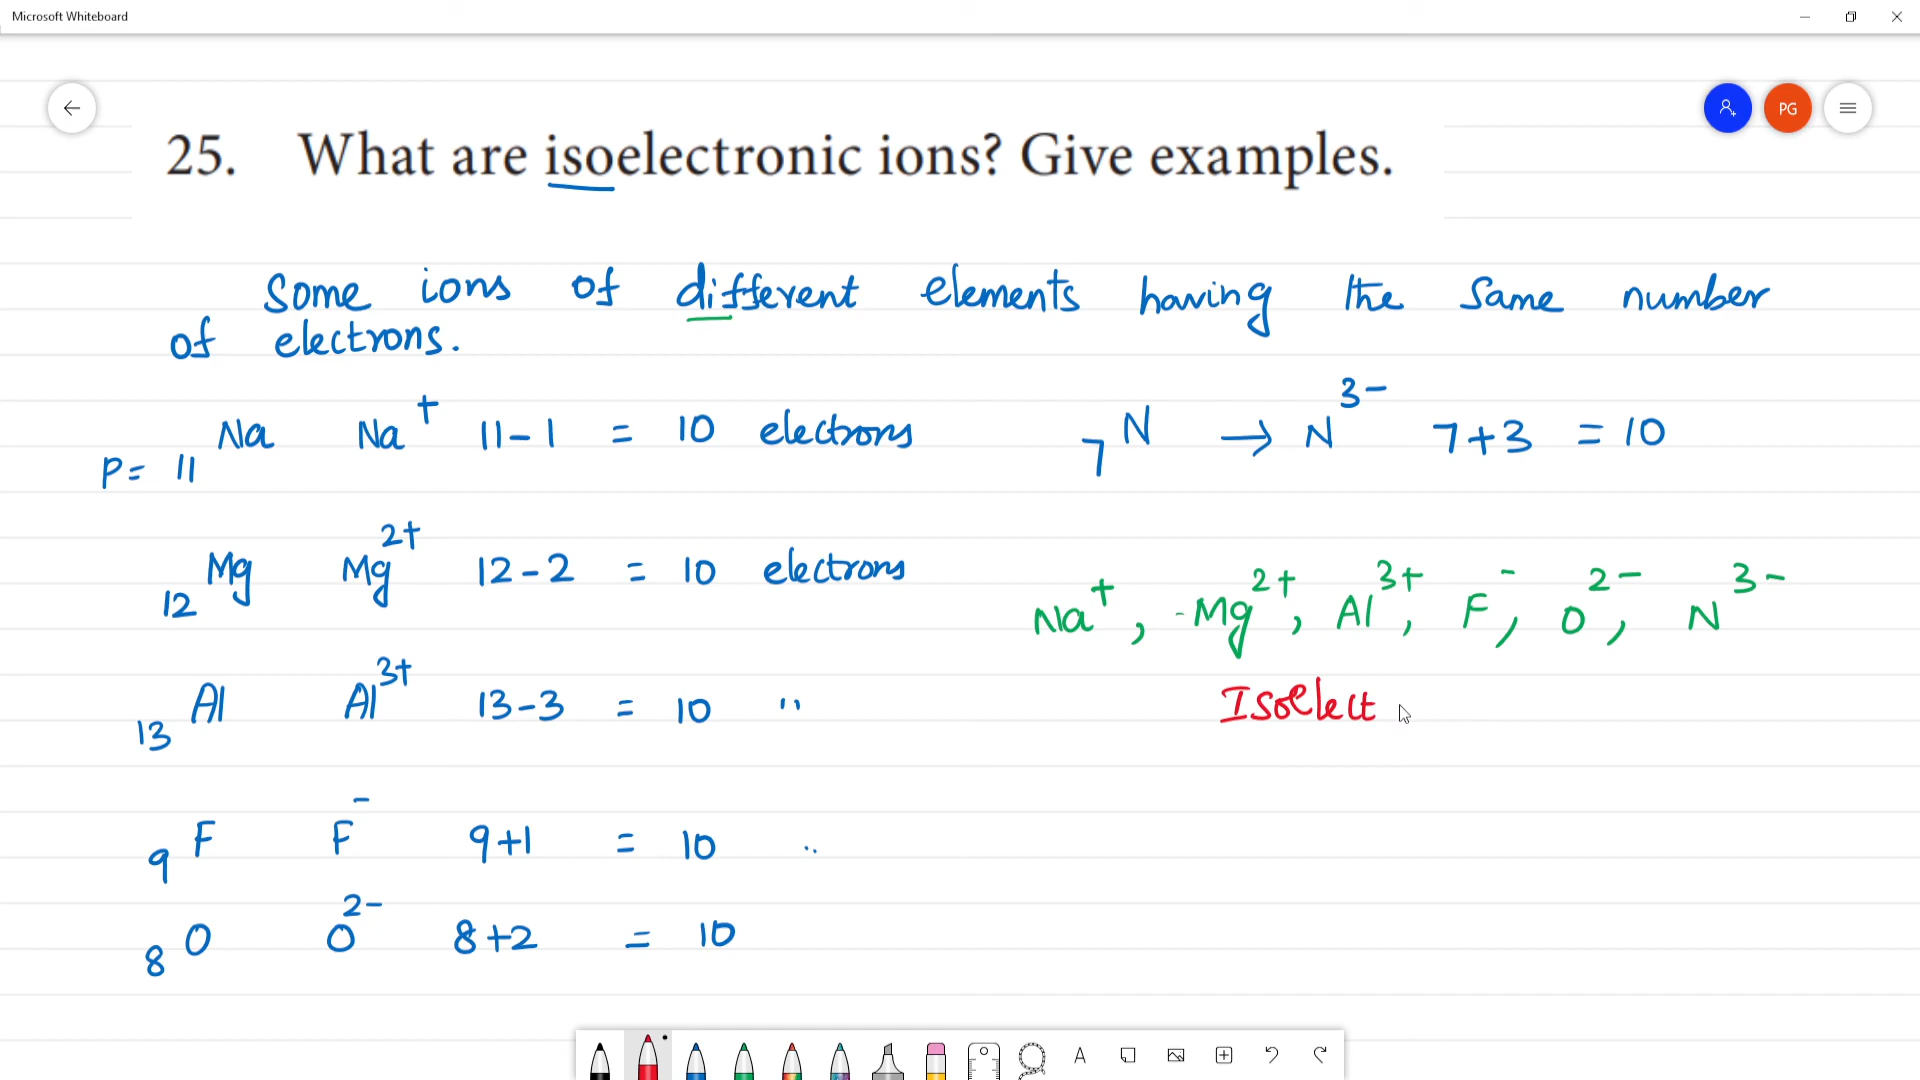 Microsoft Whiteboard
PG
25. What are isoelectronic ions? Give examples.
Some ions of different elements having the same number
of electrons.
P = 11 Na Na⁺ 11-1 = 10 electrons
₁₂Mg Mg²⁺ 12-2 = 10 electrons
₁₃Al Al³⁺ 13-3 = 10 "
₉F F⁻ 9+1 = 10 ..
₈O O²⁻ 8+2 = 10
₇N → N³⁻ 7+3 = 10
Na⁺, -Mg²⁺, Al³⁺, F⁻, O²⁻, N³⁻
Isoelect
A